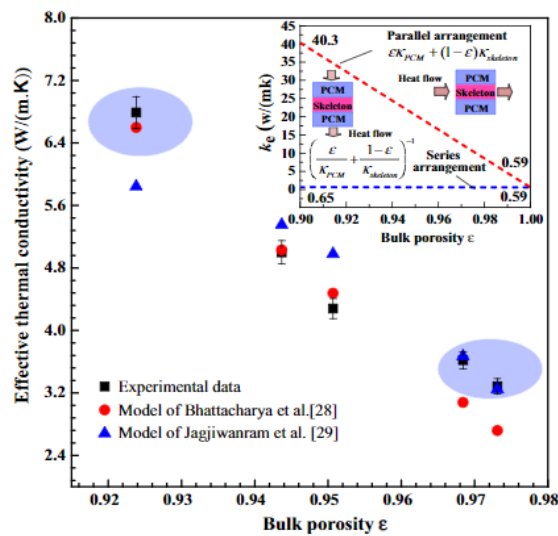 Effective thermal conductivity (W/(m.K))
8.0
7.2
6.4
5.6
4.8
4.0
3.2
2.4
0.92 0.93 0.94 0.95 0.96 0.97 0.98
Bulk porosity ε
Experimental data
Model of Bhattacharya et al.[28]
Model of Jagjiwanram et al. [29]
k_e (w/(mk)
45
40
35
30
25
20
15
10
5
0
0.90 0.92 0.94 0.96 0.98 1.00
Bulk porosity ε
40.3
Parallel arrangement
εκ_PCM + (1−ε)κ_skeleton
PCM
Skeleton
PCM
Heat flow
PCM
Skeleton
PCM
Heat flow
(ε/κ_PCM + (1−ε)/κ_skeleton)^−1
Series
arrangement
0.59
0.65
0.59